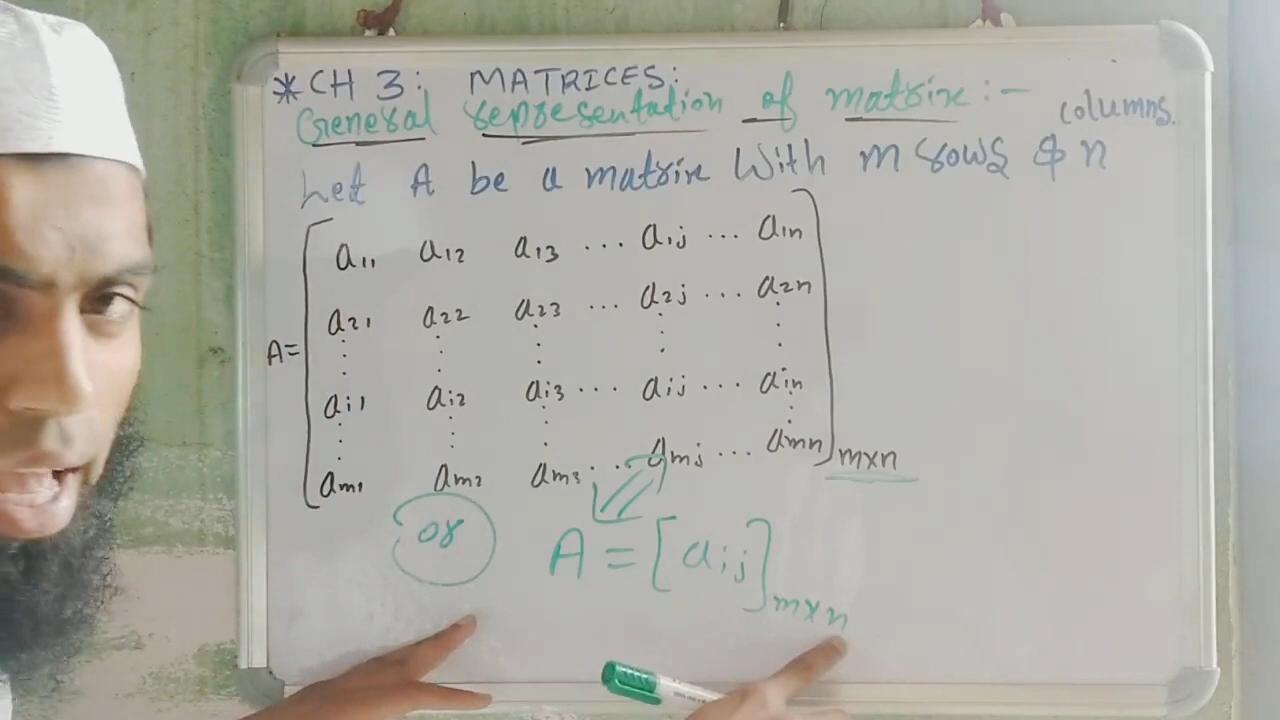 *CH 3: MATRICES:
General representation of matrix:-
Let A be a matrix with m rows & n columns.
a11 a12 a13 ... a1j ... a1n
a21 a22 a23 ... a2j ... a2n
A=
ai1 ai2 ai3 ... aij ... ain
am1 am2 am3 ... amj ... amn
m×n
or A = [aij]m×n